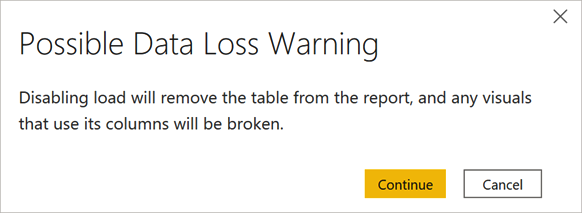 Possible Data Loss Warning
Disabling load will remove the table from the report, and any visuals
that use its columns will be broken.
Continue
Cancel